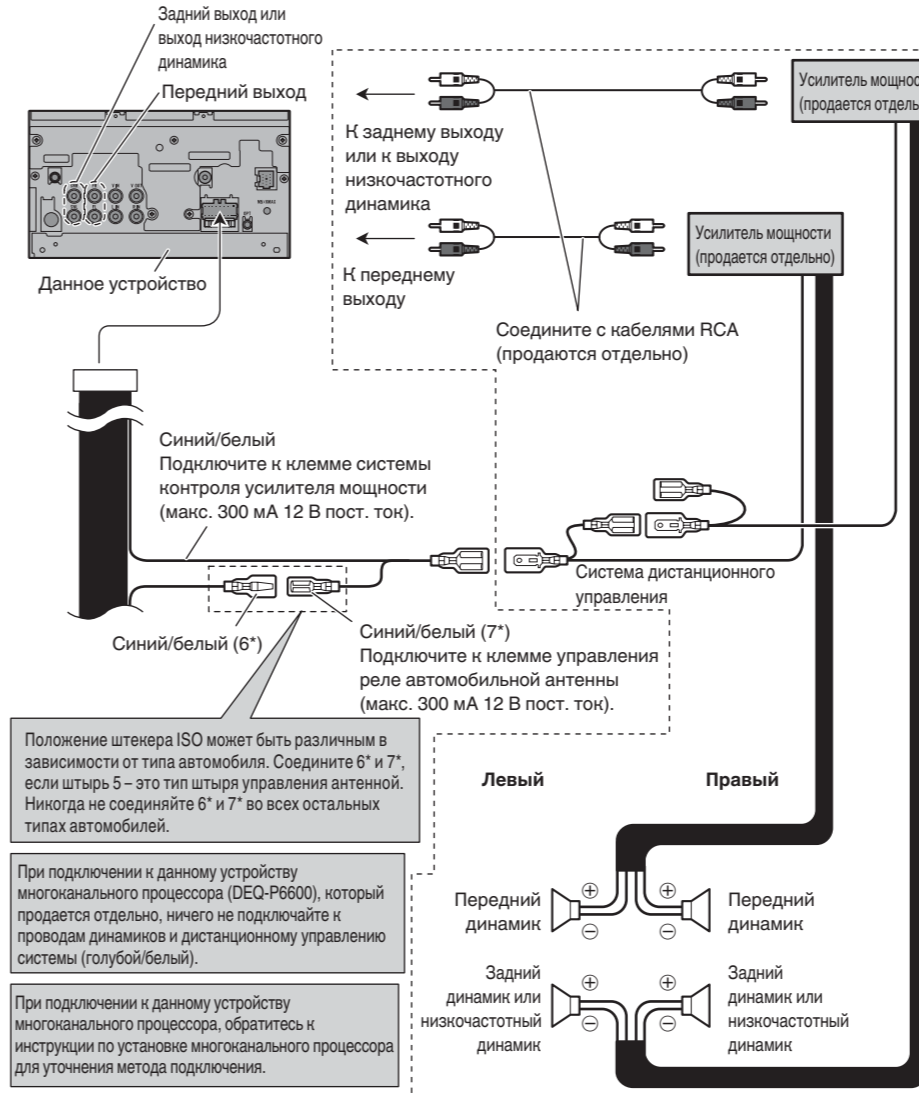 Задний выход или
выход низкочастотного
динамика
Передний выход
Данное устройство
К заднему выходу
или к выходу
низкочастотного
динамика
К переднему
выходу
Усилитель
(продается
Усилитель мощности
(продается отдельно)
Соедините с кабелями RCA
(продаются отдельно)
Синий/белый
Подключите к клемме системы
контроля усилителя мощности
(макс. 300 мА 12 В пост. ток).
Система дистанционного
управления
Синий/белый (6*)
Синий/белый (7*)
Подключите к клемме управления
реле автомобильной антенны
(макс. 300 мА 12 В пост. ток).
Положение штекера ISO может быть различным в
зависимости от типа автомобиля. Соедините 6* и 7*,
если штырь 5 – это тип штыря управления антенной.
Никогда не соединяйте 6* и 7* во всех остальных
типах автомобилей.
При подключении к данному устройству
многоканального процессора (DEQ-P6600), который
продается отдельно, ничего не подключайте к
проводам динамиков и дистанционному управлению
системы (голубой/белый).
При подключении к данному устройству
многоканального процессора, обратитесь к
инструкции по установке многоканального процессора
для уточнения метода подключения.
Левый
Правый
Передний
динамик
⊕
⊖
⊕
⊖
Передний
динамик
Задний
динамик или
низкочастотный
динамик
⊕
⊖
⊕
⊖
Задний
динамик или
низкочастотный
динамик